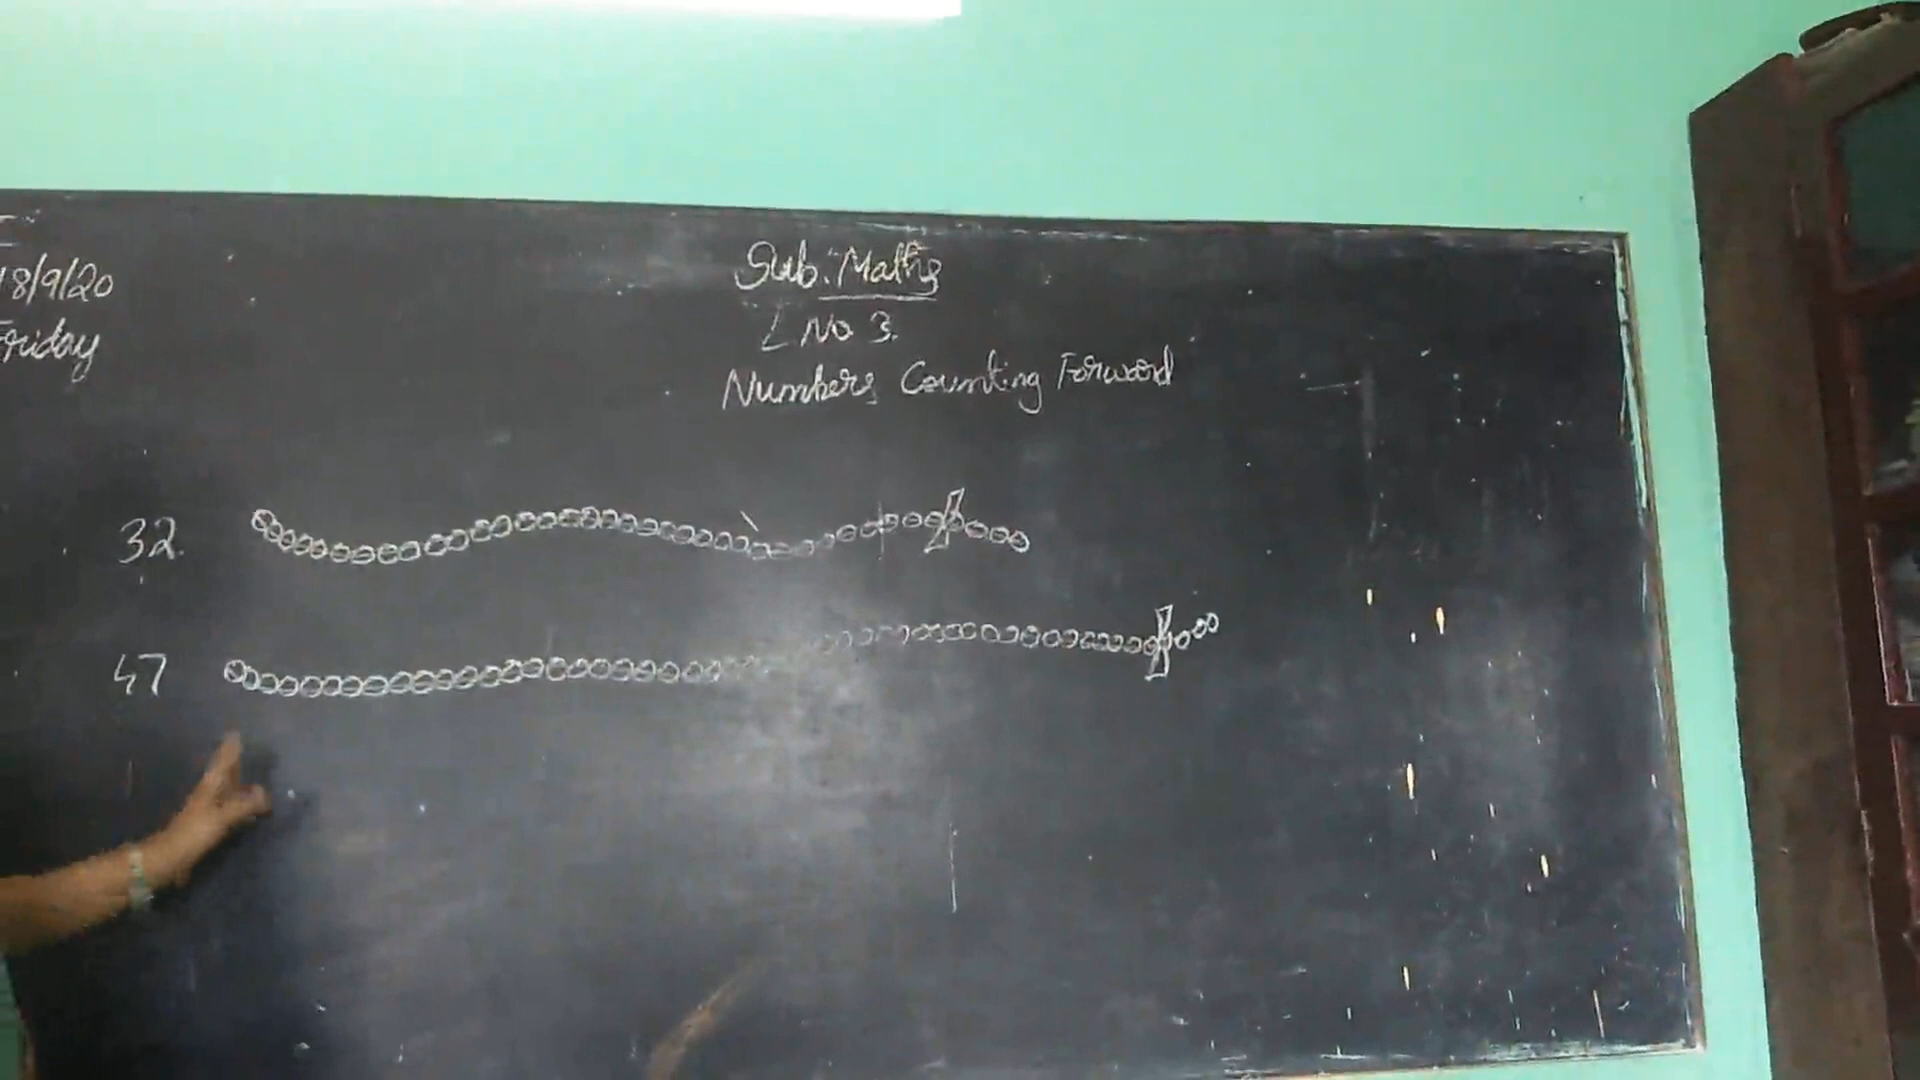 18/9/20
Friday
Sub: Maths
L No 3.
Numbers Counting Forward
32.
47